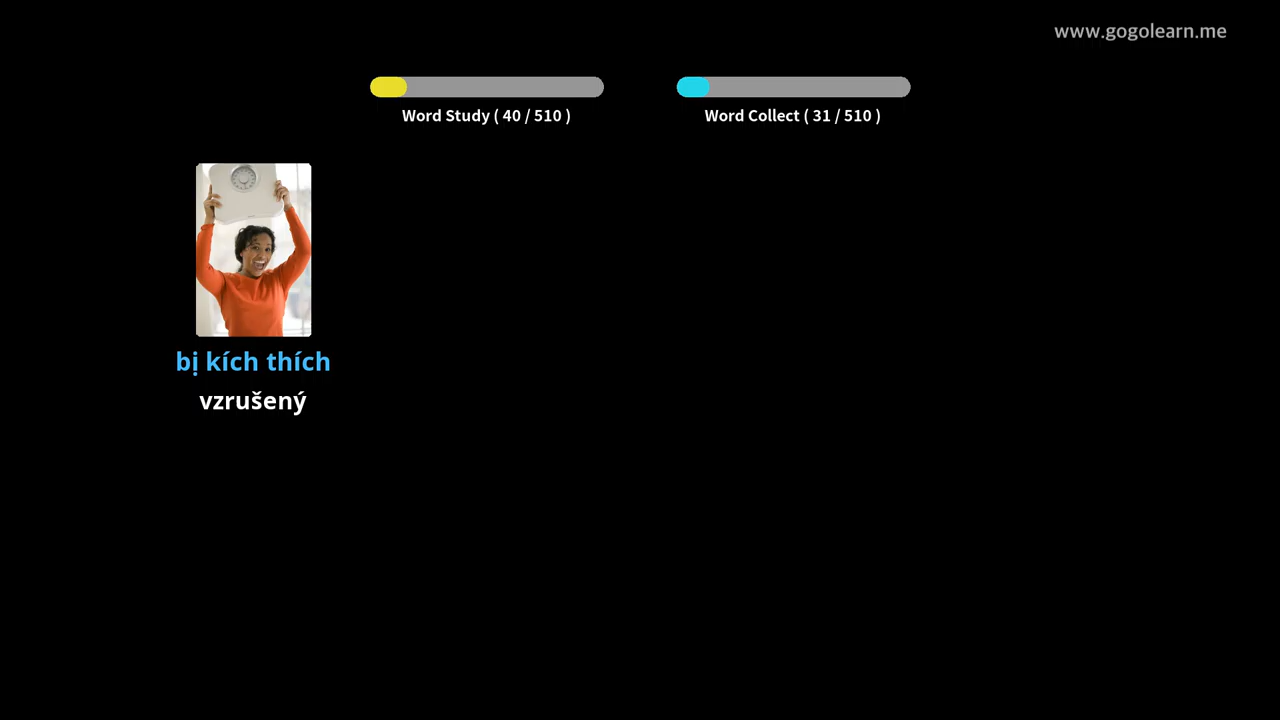 www.gogolearn.me
Word Study ( 40 / 510 )
Word Collect ( 31 / 510 )
bị kích thích
vzrušený